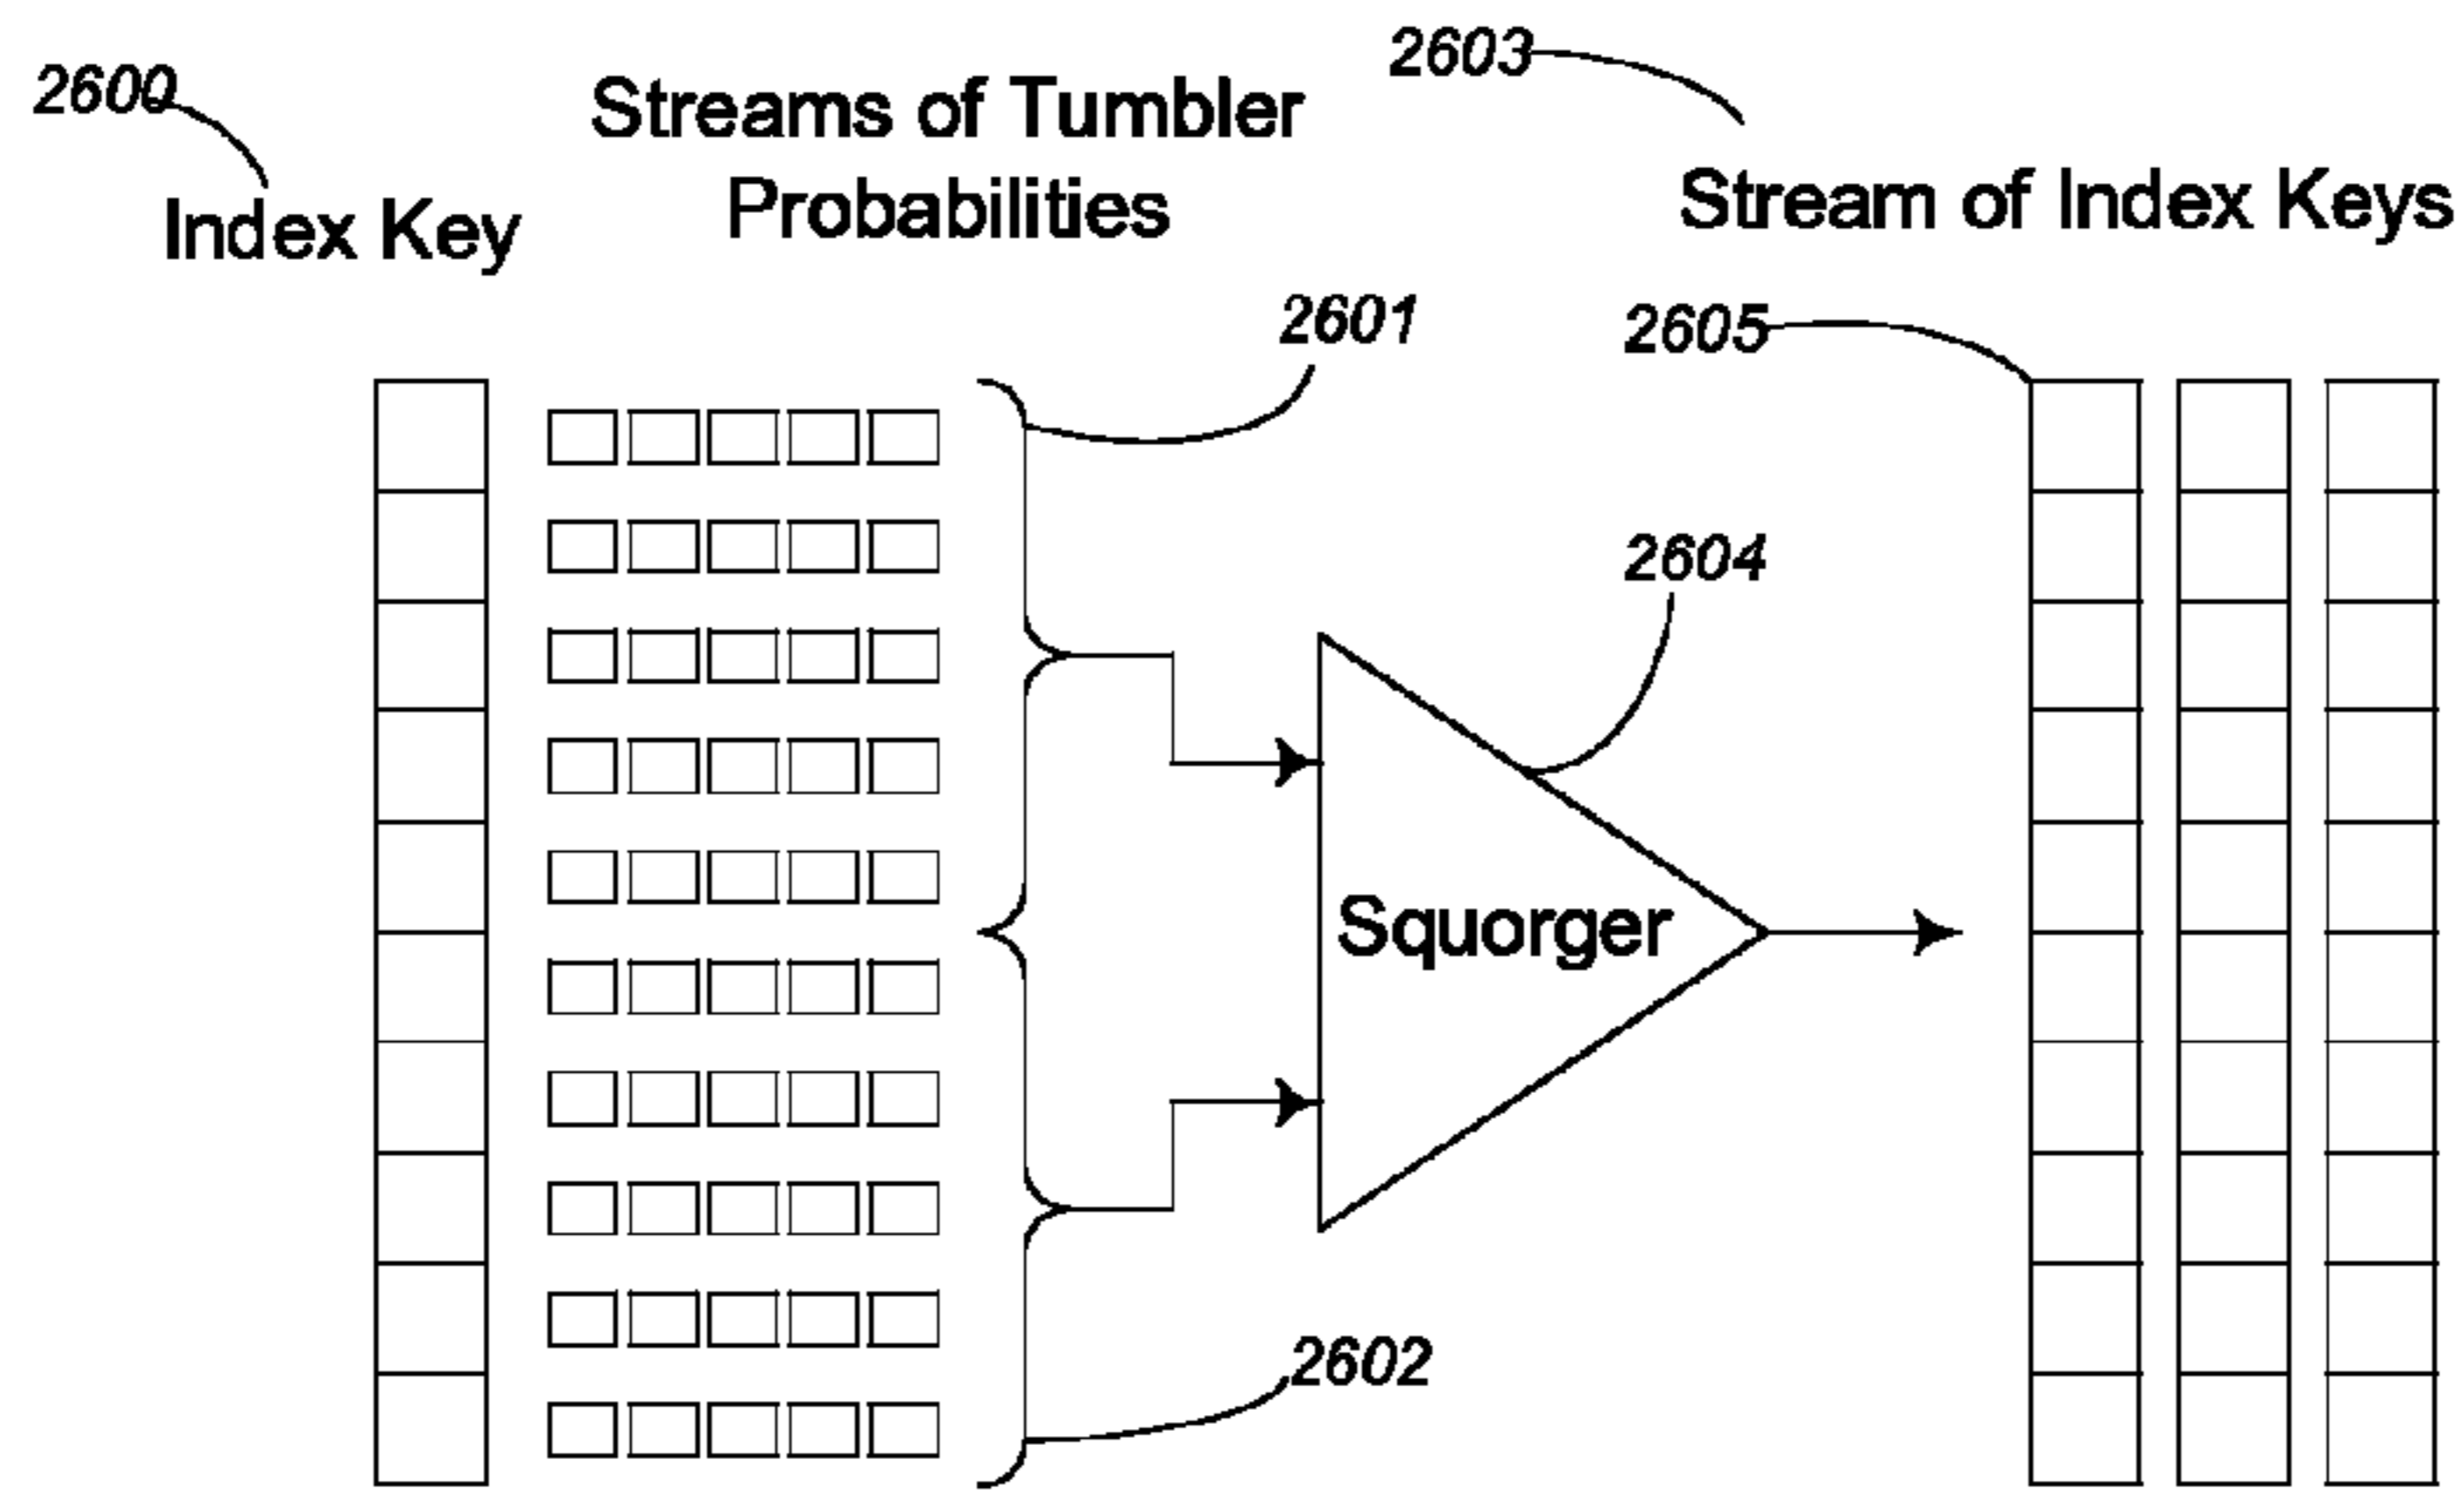 2600
Index Key
Streams of Tumbler
Probabilities
2603
Stream of Index Keys
2601
2605
2604
Squorger
2602